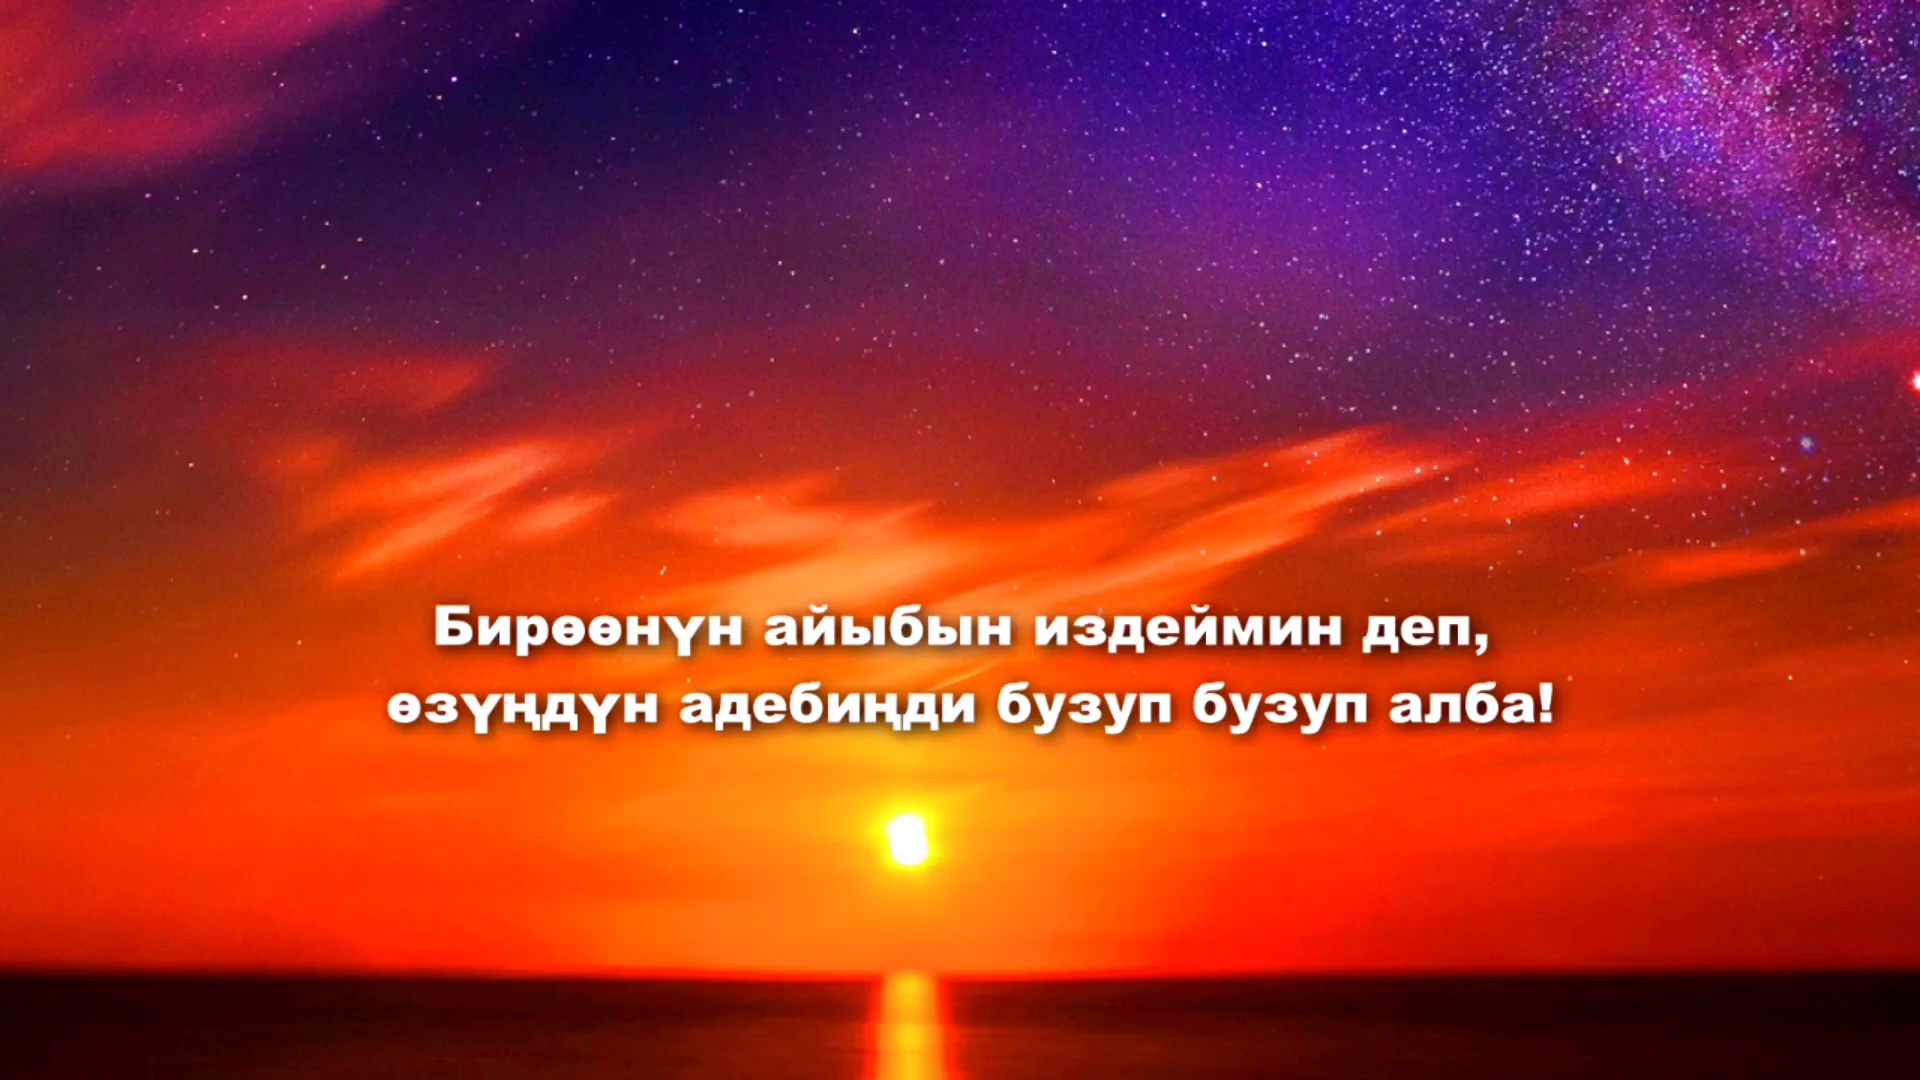 Бирөөнүн айыбын издеймин деп,
өзүңдүн адебиңди бузуп бузуп алба!